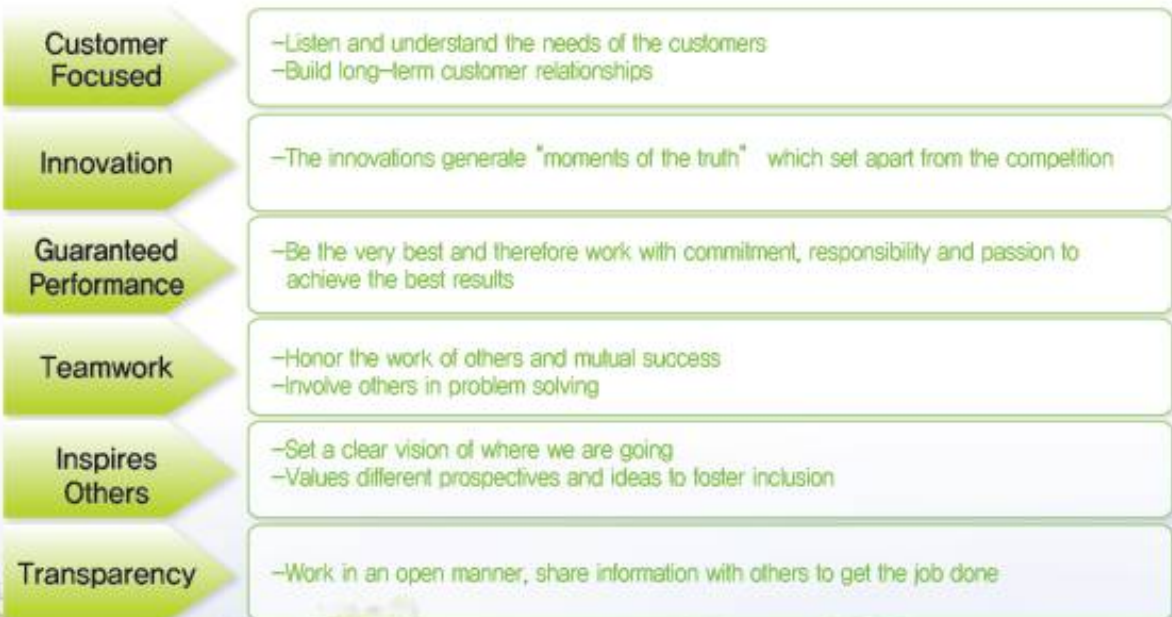 Customer
Focused
-Listen and understand the needs of the customers
-Build long-term customer relationships
Innovation
-The innovations generate "moments of the truth" which set apart from the competition
Guaranteed
Performance
-Be the very best and therefore work with commitment, responsibility and passion to
achieve the best results
Teamwork
-Honor the work of others and mutual success
-Involve others in problem solving
Inspires
Others
-Set a clear vision of where we are going
-Values different prospectives and ideas to foster inclusion
Transparency
-Work in an open manner, share information with others to get the job done